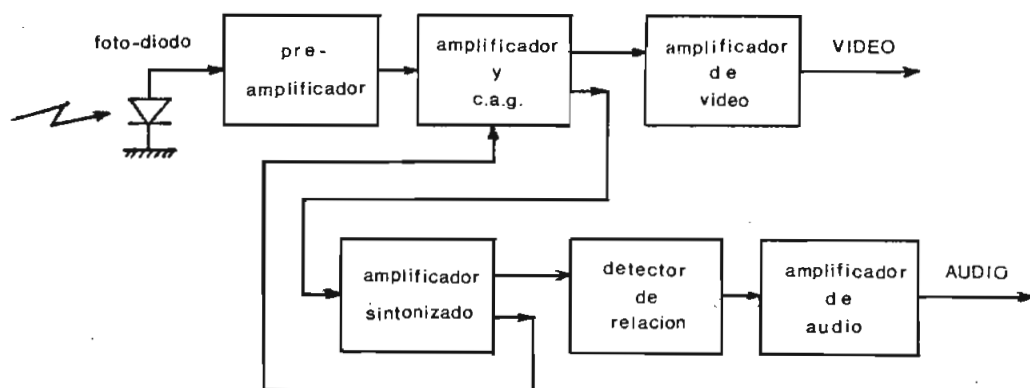 foto-diodo
pre-
amplificador
amplificador
y
c.a.g.
amplificador
de
video
VIDEO
amplificador
sintonizado
detector
de
relacion
amplificador
de
audio
AUDIO